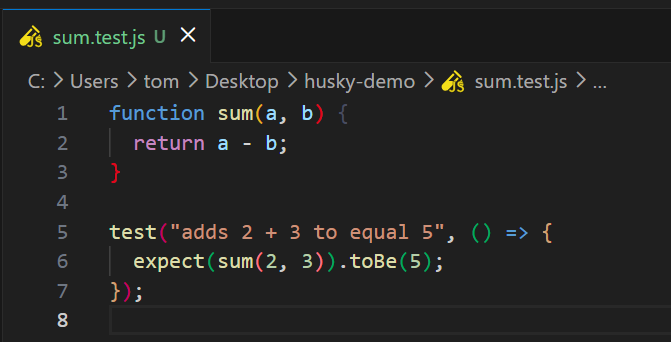 sum.test.js U ×
C: > Users > tom > Desktop > husky-demo > sum.test.js > ...
1 function sum(a, b) {
2   return a - b;
3 }
4
5 test("adds 2 + 3 to equal 5", () => {
6   expect(sum(2, 3)).toBe(5);
7 });
8